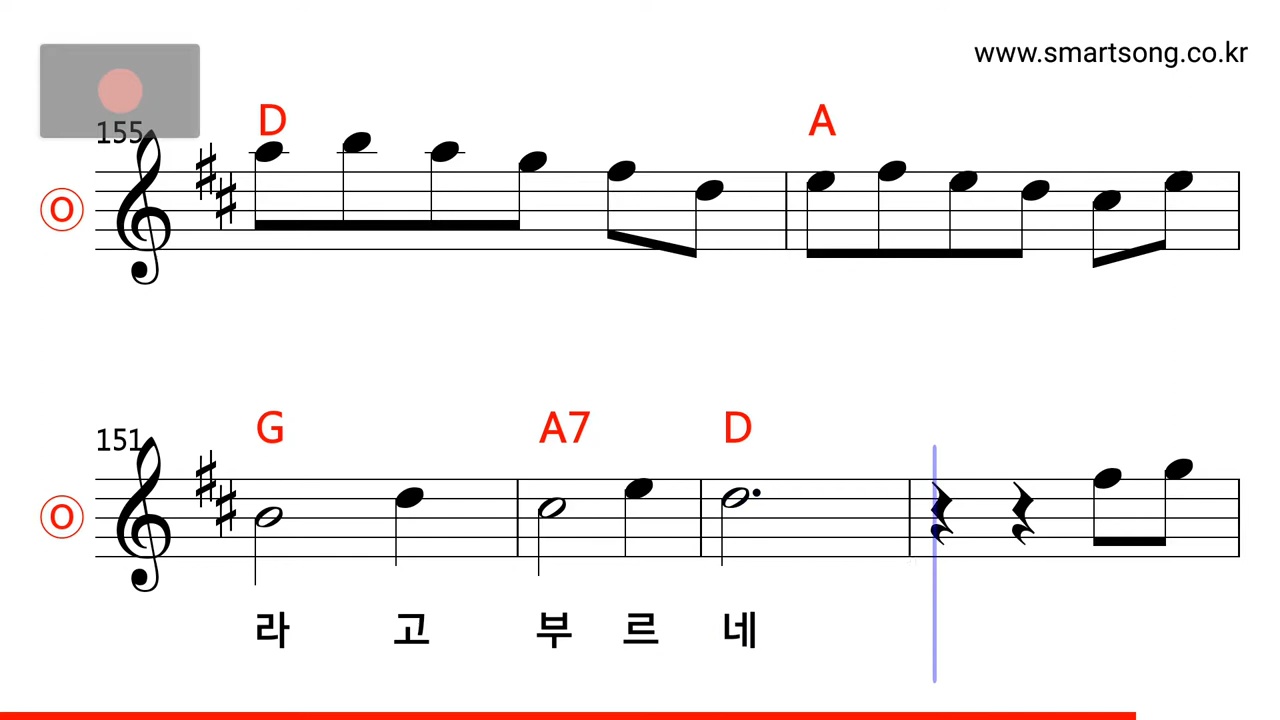 www.smartsong.co.kr
155
D A
O
151
G A7 D
O
라 고 부 르 네